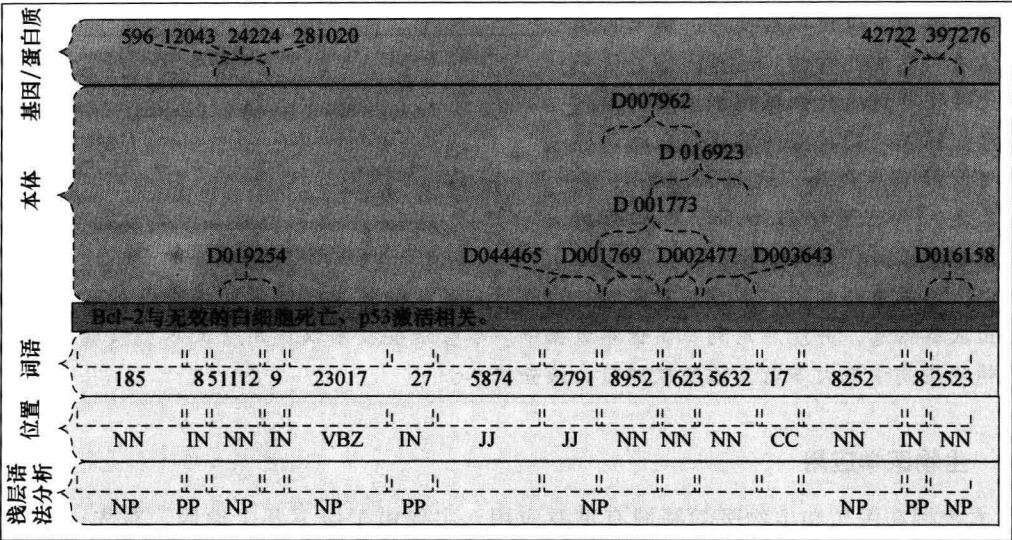 基因/蛋白质
596 12043 24224 281020 42722 397276
本体
D007962
D 016923
D 001773
D019254 D044465 D001769 D002477 D003643 D016158
Bcl-2与无效的白细胞死亡、p53激活相关。
词语
185 8 51112 9 23017 27 5874 2791 8952 1623 5632 17 8252 8 2523
位置
NN IN NN IN VBZ IN JJ JJ NN NN NN CC NN IN NN
浅层语
法分析
NP PP NP NP PP NP NP PP NP